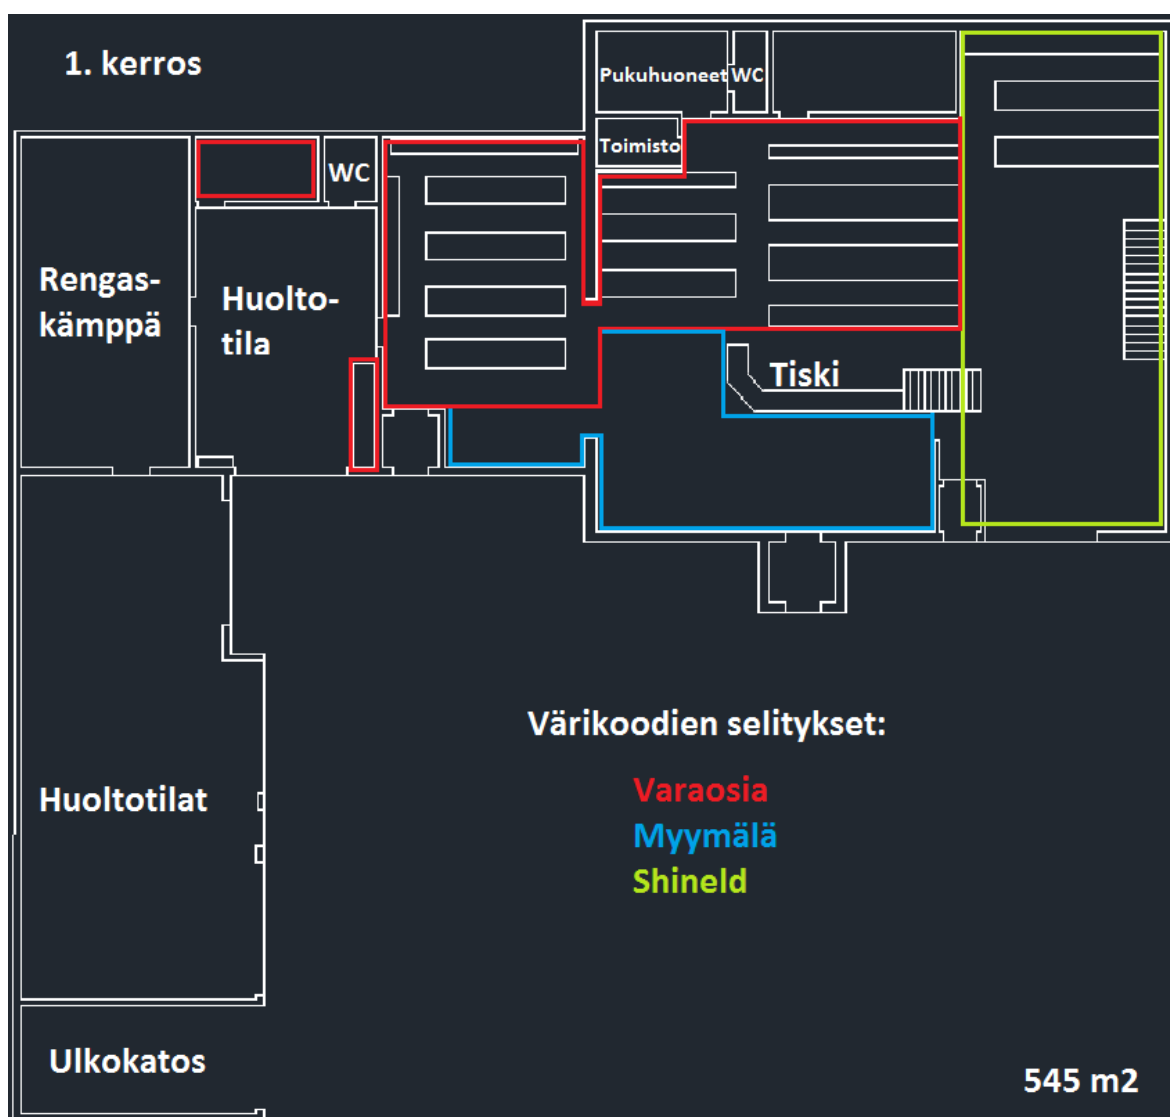 1. kerros
Pukuhuoneet
WC
Toimisto
WC
Rengas-
kämppä
Huolto-
tila
Tiski
Värikoodien selitykset:
Varaosia
Myymälä
Shineld
Huoltotilat
Ulkokatos
545 m2